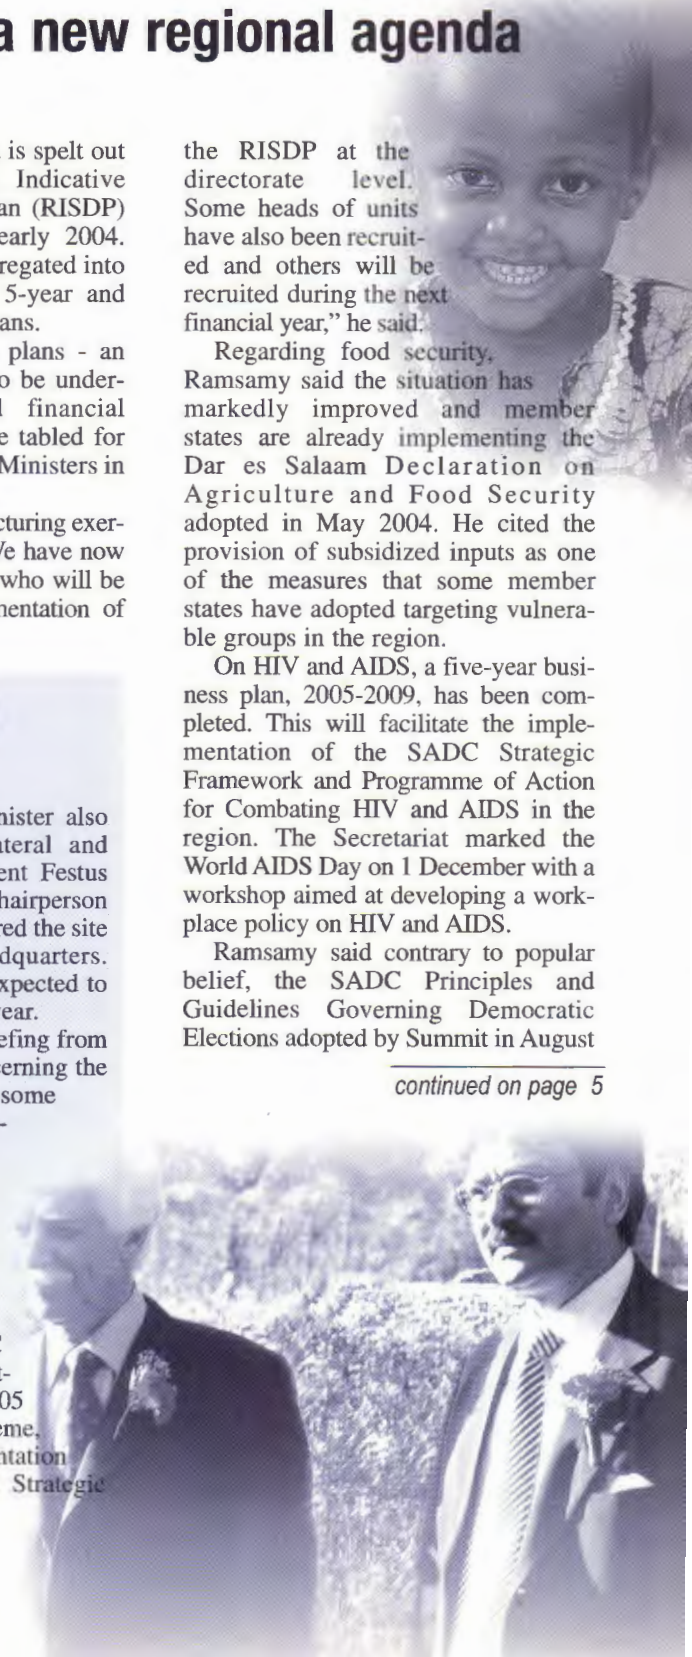 a new regional agenda
is spelt out
Indicative
an (RISDP)
early 2004.
regated into
5-year and
ans.
plans - an
o be under-
l financial
e tabled for
Ministers in
cturing exer-
We have now
who will be
mentation of
nister also
ateral and
ent Festus
hairperson
red the site
dquarters.
xpected to
year.
efing from
cerning the
some
-
t-
05
eme,
ntation
Strategic
the RISDP at the
directorate level.
Some heads of units
have also been recruit-
ed and others will be
recruited during the next
financial year,” he said.
Regarding food security,
Ramsamy said the situation has
markedly improved and member
states are already implementing the
Dar es Salaam Declaration on
Agriculture and Food Security
adopted in May 2004. He cited the
provision of subsidized inputs as one
of the measures that some member
states have adopted targeting vulnera-
ble groups in the region.
On HIV and AIDS, a five-year busi-
ness plan, 2005-2009, has been com-
pleted. This will facilitate the imple-
mentation of the SADC Strategic
Framework and Programme of Action
for Combating HIV and AIDS in the
region. The Secretariat marked the
World AIDS Day on 1 December with a
workshop aimed at developing a work-
place policy on HIV and AIDS.
Ramsamy said contrary to popular
belief, the SADC Principles and
Guidelines Governing Democratic
Elections adopted by Summit in August
continued on page 5